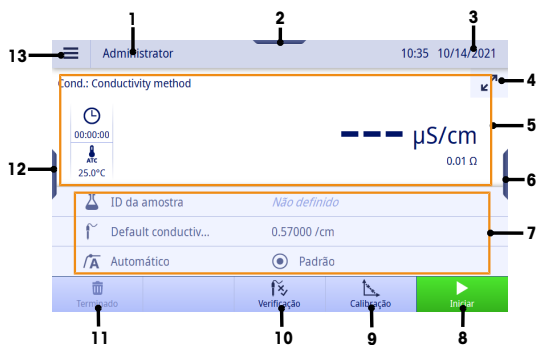 1 2 3
13 Administrator 10:35 10/14/2021
Cond.: Conductivity method 4
00:00:00 5
ATC
25.0°C
--- µS/cm
0.01 Ω
12 6
ID da amostra Não definido
Default conductiv... 0.57000 /cm 7
A Automático Padrão
Terminado Verificação Calibração Iniciar
11 10 9 8